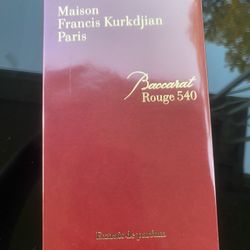 Maison
Francis Kurkdjian
Paris
Baccarat
Rouge 540
Extrait de parfum